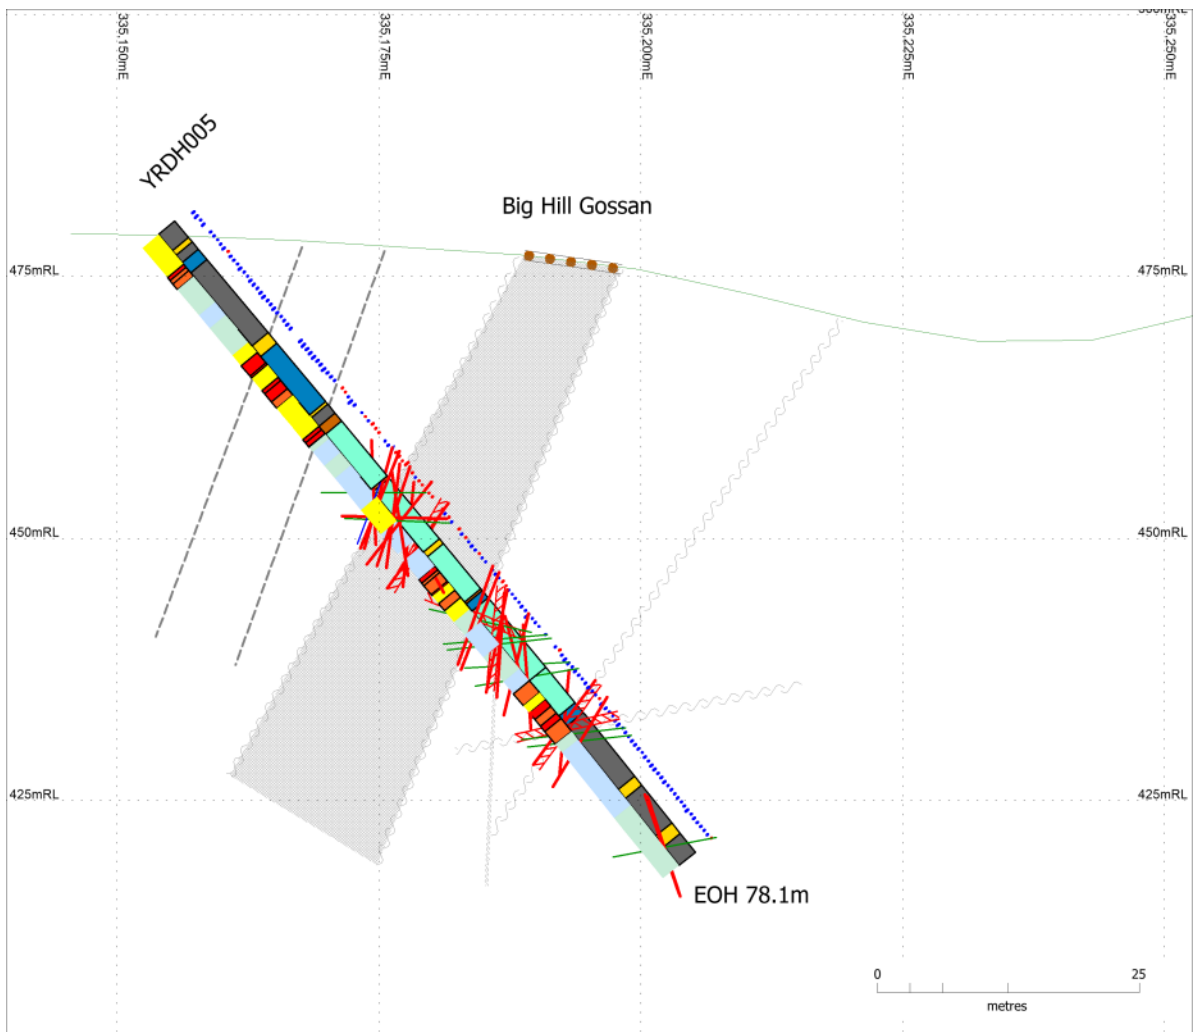 335,150mE
335,175mE
335,200mE
335,225mE
335,250mE
500mRL
YRDH005
Big Hill Gossan
475mRL
475mRL
450mRL
450mRL
425mRL
425mRL
EOH 78.1m
0
25
metres